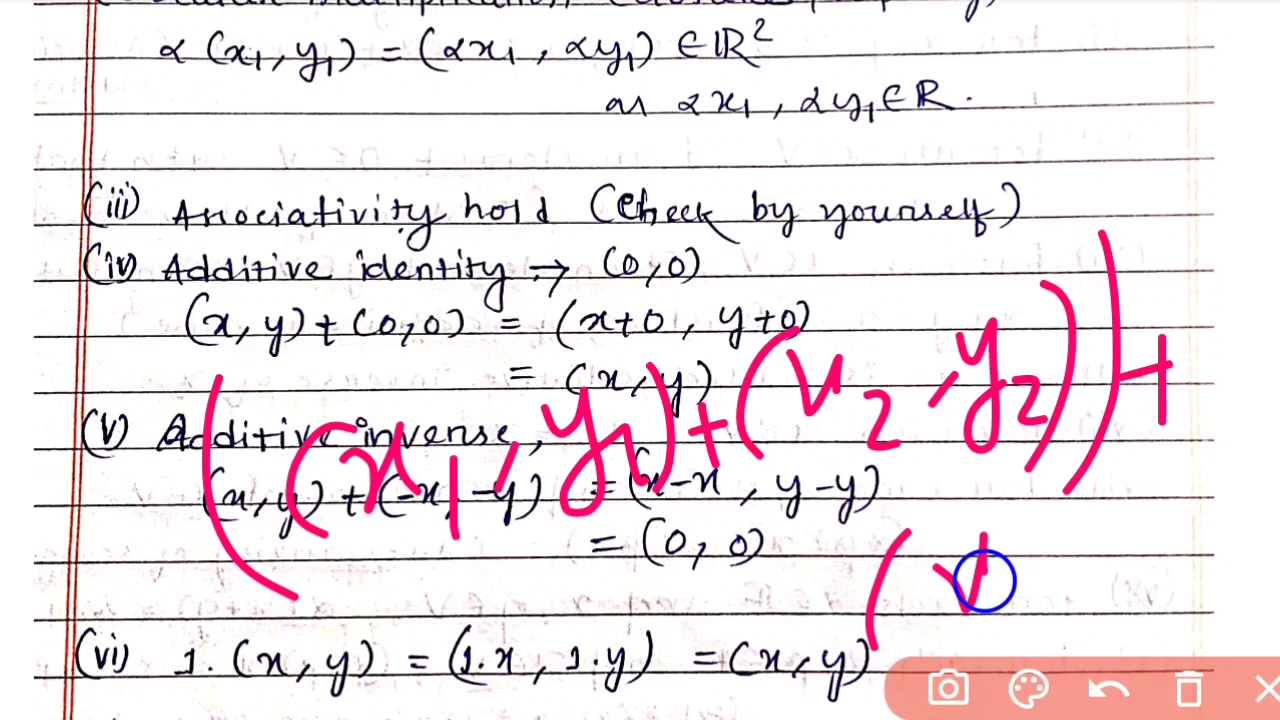 α (x₁, y₁) = (αx₁, αy₁) ∈ ℝ²
as αx₁, αy₁ ∈ R.
(iii) Associativity hold (Check by yourself)
(iv) Additive identity → (0,0)
(x, y) + (0,0) = (x+0, y+0)
= (x, y)
((x₁, y₁) + (x₂, y₂)) +
(v) Additive inverse,
(x, y) + (-x, -y) = (x-x, y-y)
= (0, 0)
(vi) 1. (x, y) = (1.x, 1.y) = (x, y)